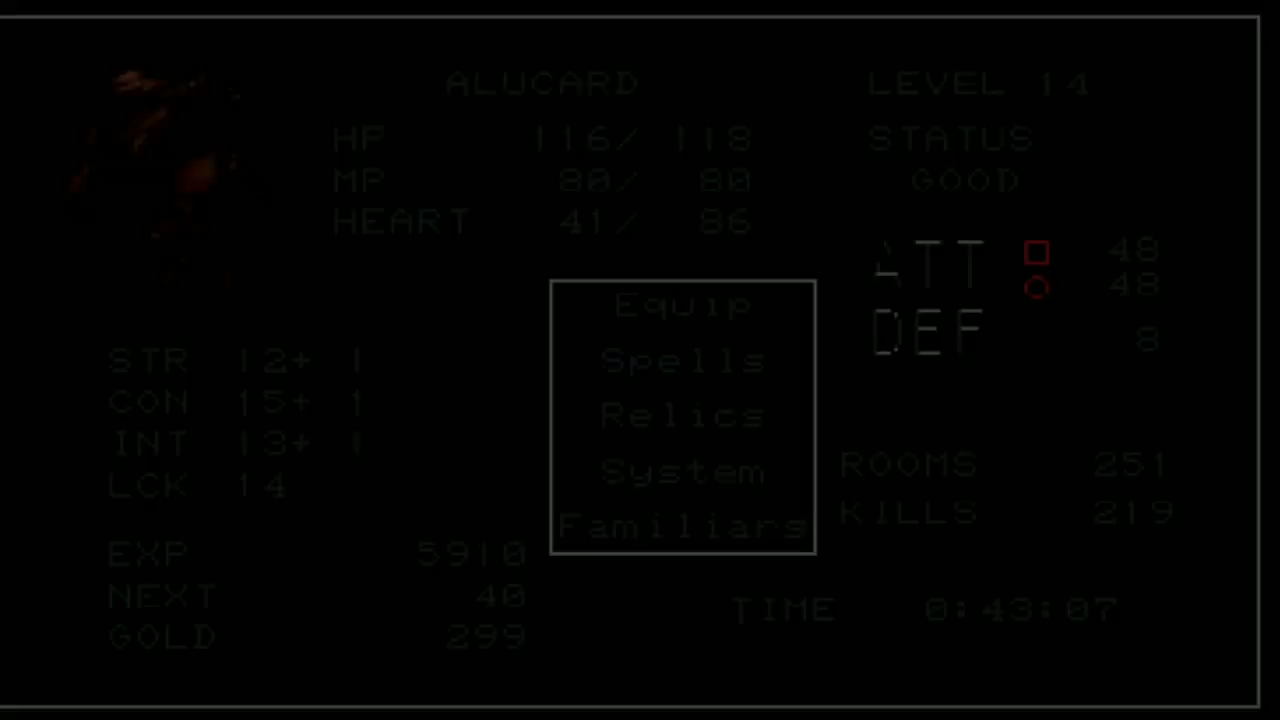 ALUCARD LEVEL 14
HP 116/ 118 STATUS
MP 80/ 80 GOOD
HEART 41/ 86
ATT 48
48
DEF 8
Equip
Spells
Relics
System
Familiars
STR 12+ 1
CON 15+ 1
INT 13+ 1
LCK 14
ROOMS 251
KILLS 219
EXP 5910
NEXT 40
GOLD 299
TIME 0:43:07